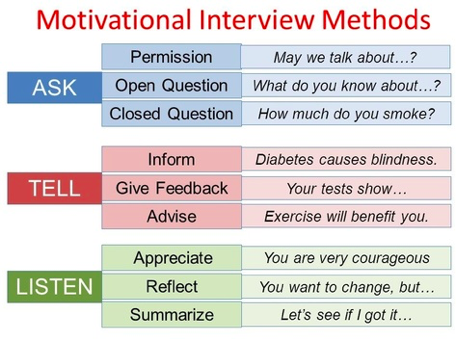 Motivational Interview Methods
ASK
Permission May we talk about…?
Open Question What do you know about…?
Closed Question How much do you smoke?
TELL
Inform Diabetes causes blindness.
Give Feedback Your tests show…
Advise Exercise will benefit you.
LISTEN
Appreciate You are very courageous
Reflect You want to change, but…
Summarize Let's see if I got it…